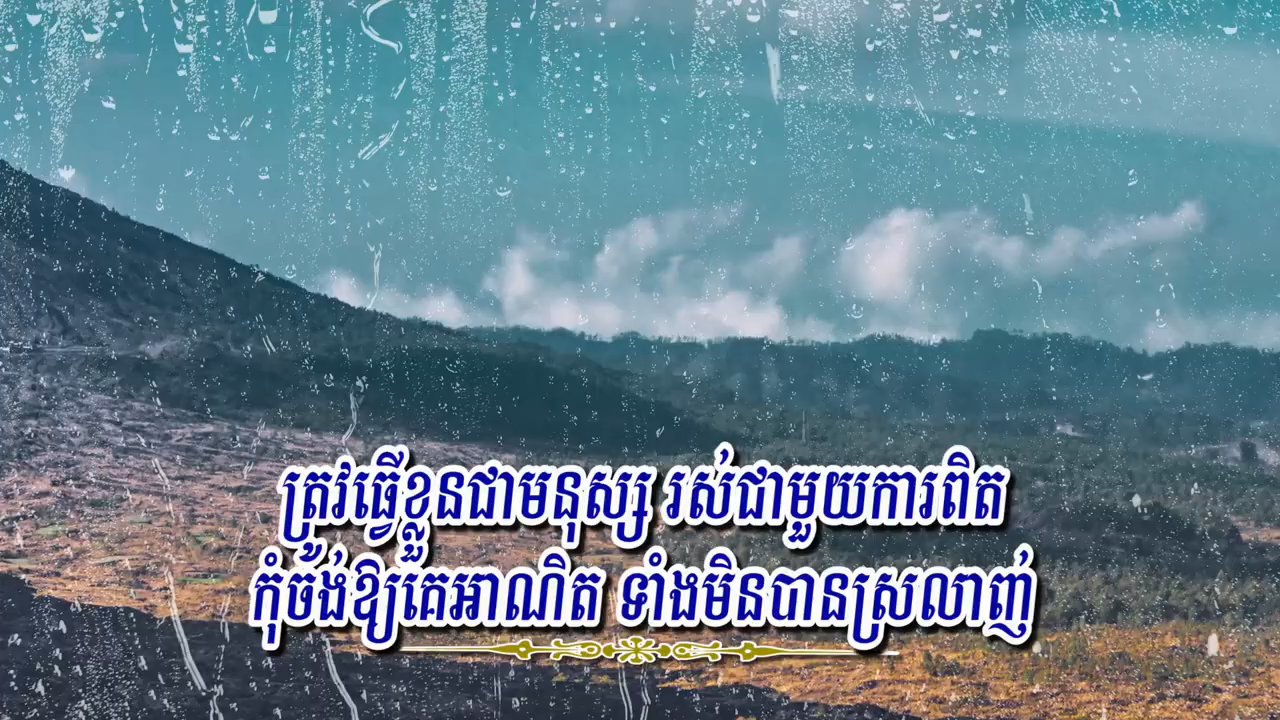 ត្រូវធ្វើខ្លួនជាមនុស្ស រស់ជាមួយការពិត
កុំចង់ឱ្យគេអាណិត ទាំងមិនបានស្រលាញ់